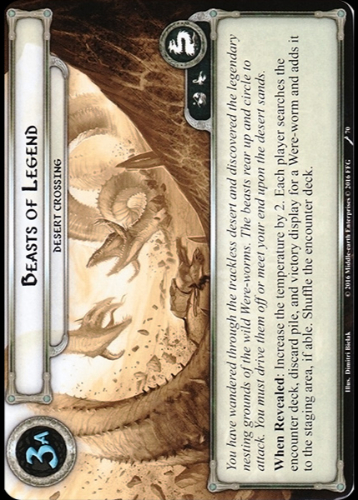 3A
BEASTS OF LEGEND
DESERT CROSSING
You have wandered through the trackless desert and discovered the legendary
nesting grounds of the wild Were-worms. The beasts rear up and circle to
attack. You must drive them off or meet your end upon the desert sands.
When Revealed: Increase the temperature by 2. Each player searches the
encounter deck, discard pile, and victory display for a Were-worm and adds it
to the staging area, if able. Shuffle the encounter deck.
Illus. Dimitri Bielak © 2016 Middle-earth Enterprises © 2016 FFG 70